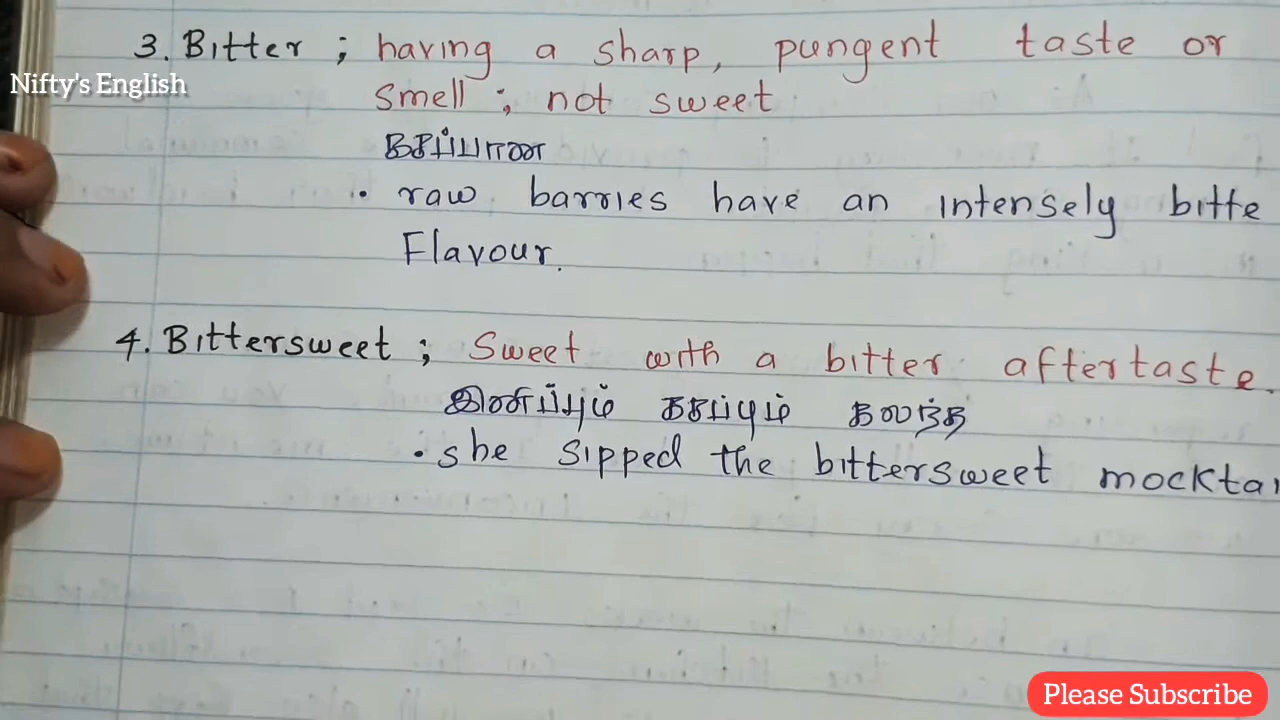 3. Bitter ; having a sharp, pungent taste or
Nifty's English
smell ; not sweet
கசப்பான
• raw barries have an intensely bitte
Flavour.
4. Bittersweet ; Sweet with a bitter aftertaste.
இனிப்பும் கசப்பும் கலந்த
• she sipped the bittersweet mocktai
Please Subscribe